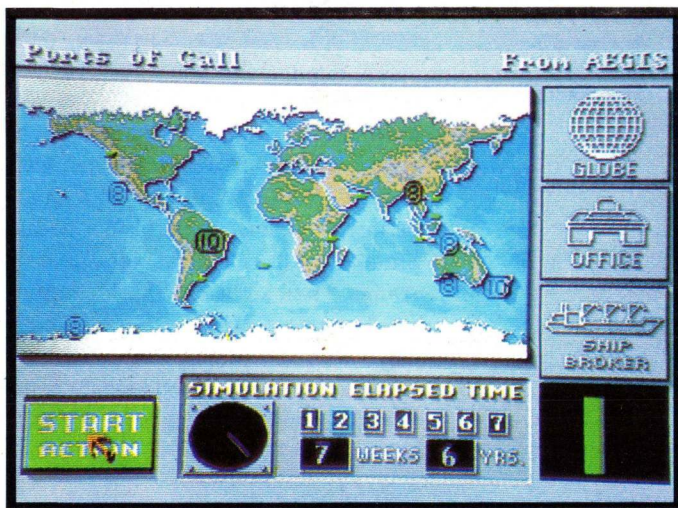 Ports of Call From AEGIS
GLOBE
OFFICE
SHIP
BROKER
8
10
8
8
8
10
8
SIMULATION ELAPSED TIME
START
ACTION
1 2 3 4 5 6 7
7 WEEKS 6 YRS.